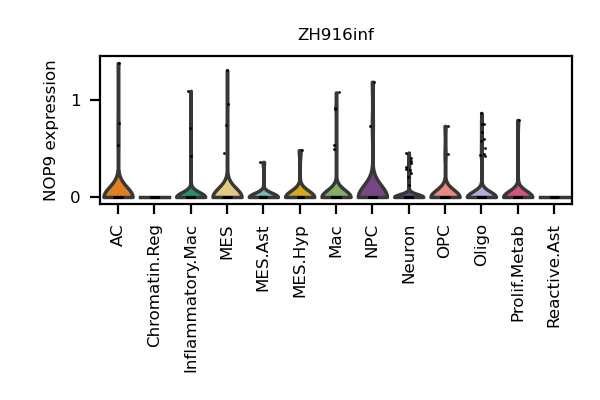 ZH916inf
NOP9 expression
1
0
AC
Chromatin.Reg
Inflammatory.Mac
MES
MES.Ast
MES.Hyp
Mac
NPC
Neuron
OPC
Oligo
Prolif.Metab
Reactive.Ast